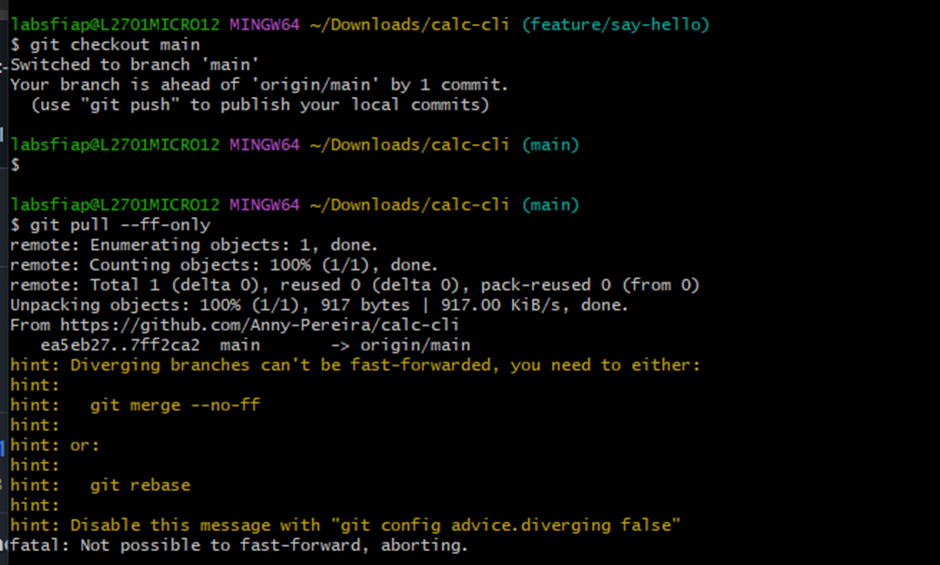 labsfiap@L2701MICRO12 MINGW64 ~/Downloads/calc-cli (feature/say-hello)
$ git checkout main
Switched to branch 'main'
Your branch is ahead of 'origin/main' by 1 commit.
  (use "git push" to publish your local commits)
labsfiap@L2701MICRO12 MINGW64 ~/Downloads/calc-cli (main)
$
labsfiap@L2701MICRO12 MINGW64 ~/Downloads/calc-cli (main)
$ git pull --ff-only
remote: Enumerating objects: 1, done.
remote: Counting objects: 100% (1/1), done.
remote: Total 1 (delta 0), reused 0 (delta 0), pack-reused 0 (from 0)
Unpacking objects: 100% (1/1), 917 bytes | 917.00 KiB/s, done.
From https://github.com/Anny-Pereira/calc-cli
   ea5eb27..7ff2ca2  main       -> origin/main
hint: Diverging branches can't be fast-forwarded, you need to either:
hint:
hint:   git merge --no-ff
hint:
hint: or:
hint:
hint:   git rebase
hint:
hint: Disable this message with "git config advice.diverging false"
fatal: Not possible to fast-forward, aborting.